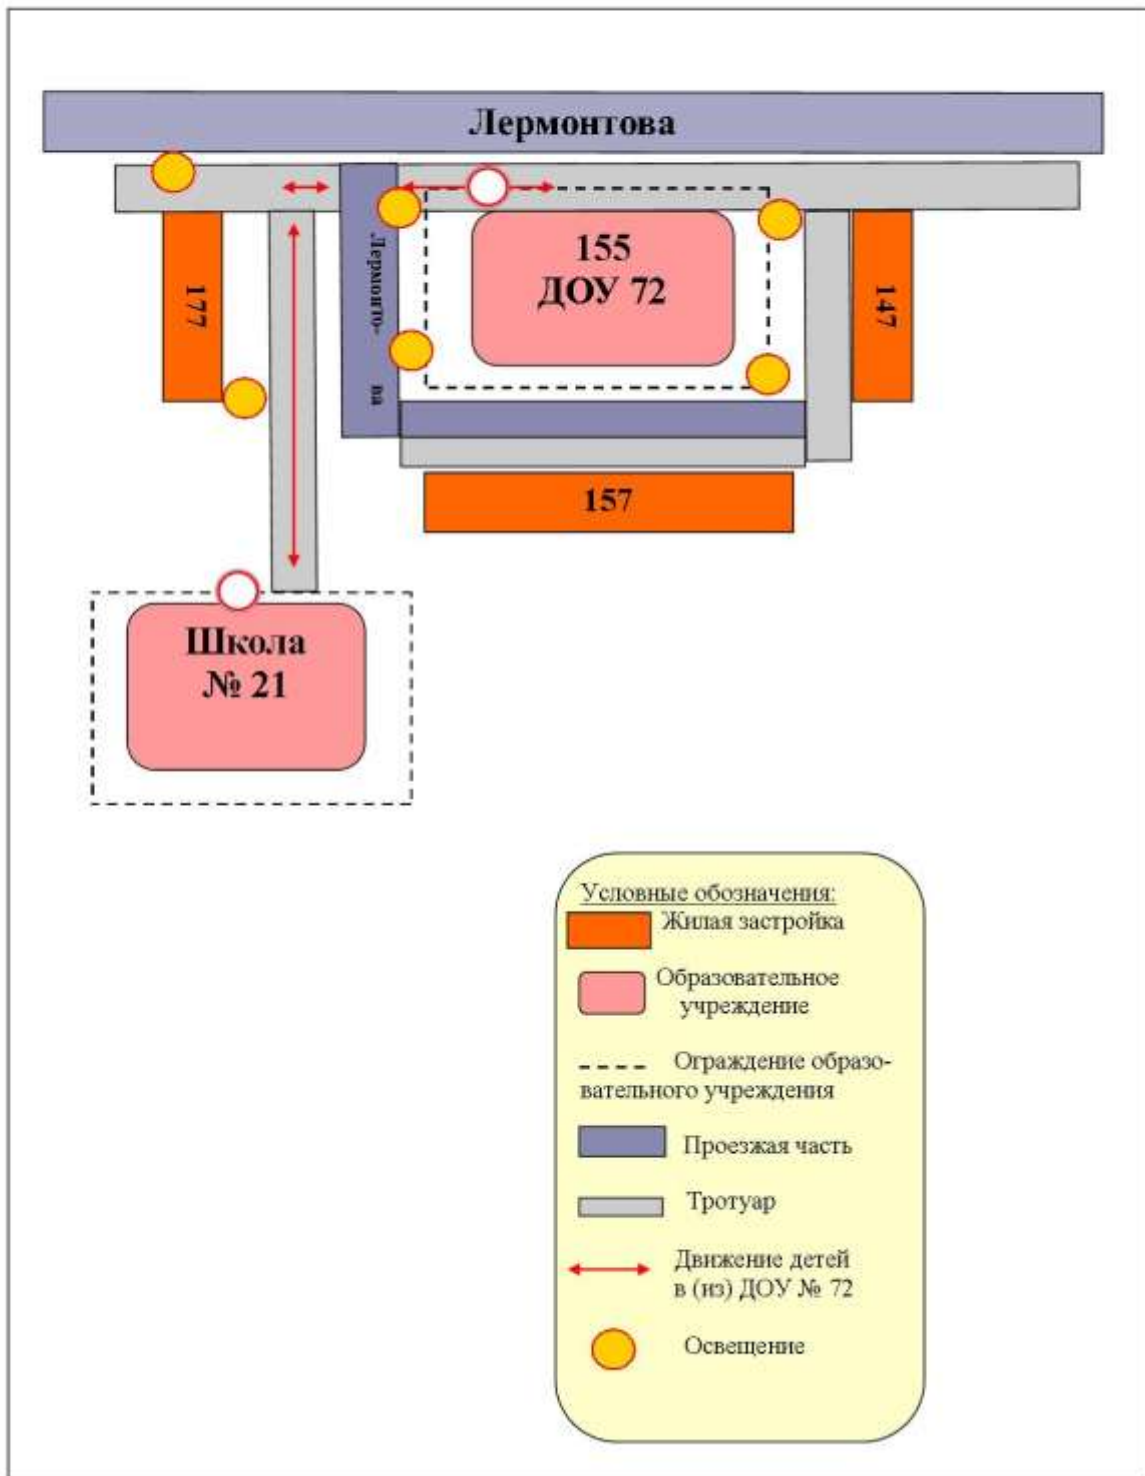 Лермонтова
Лермонто-
ва
155
ДОУ 72
177
147
157
Школа
№ 21
Условные обозначения:
Жилая застройка
Образовательное
учреждение
Ограждение образо-
вательного учреждения
Проезжая часть
Тротуар
Движение детей
в (из) ДОУ № 72
Освещение